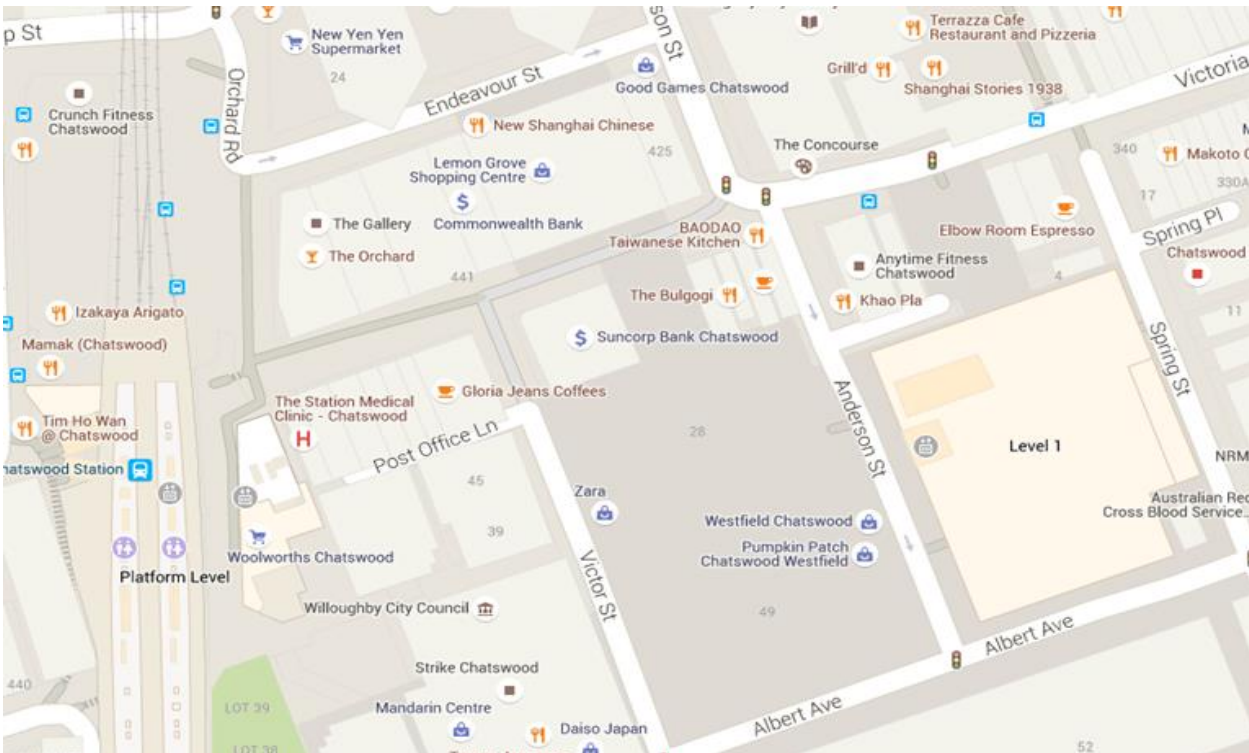 p St
New Yen Yen
Supermarket
24
Orchard Rd
Endeavour St
son St
Good Games Chatswood
Terrazza Cafe
Restaurant and Pizzeria
Grill'd
Shanghai Stories 1938
Victoria
Crunch Fitness
Chatswood
New Shanghai Chinese
425
The Concourse
340
Makoto
330A
Lemon Grove
Shopping Centre
Commonwealth Bank
17
The Gallery
The Orchard
BAODAO
Taiwanese Kitchen
Elbow Room Espresso
Spring Pl
Chatswood
441
Anytime Fitness
Chatswood
4
The Bulgogi
Khao Pla
11
Izakaya Arigato
Mamak (Chatswood)
Suncorp Bank Chatswood
Spring St
The Station Medical
Clinic - Chatswood
Gloria Jeans Coffees
Anderson St
Tim Ho Wan
@ Chatswood
Post Office Ln
28
Level 1
hatswood Station
45
NRM
Zara
39
Australian Red
Cross Blood Service...
Westfield Chatswood
Pumpkin Patch
Chatswood Westfield
Woolworths Chatswood
Platform Level
Victor St
Willoughby City Council
49
Albert Ave
Strike Chatswood
440
LOT 39
Mandarin Centre
Daiso Japan
Albert Ave
LOT 38
52